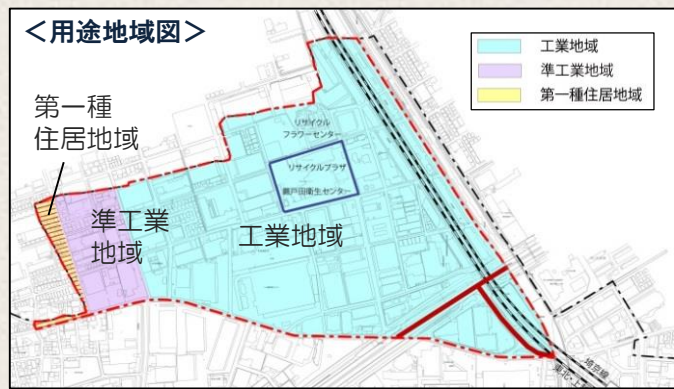 ＜用途地域図＞
工業地域
準工業地域
第一種住居地域
第一種
住居地域
リサイクル
フラワーセンター
リサイクルプラザ
蕨戸田衛生センター
準工業
地域
工業地域
埼京線